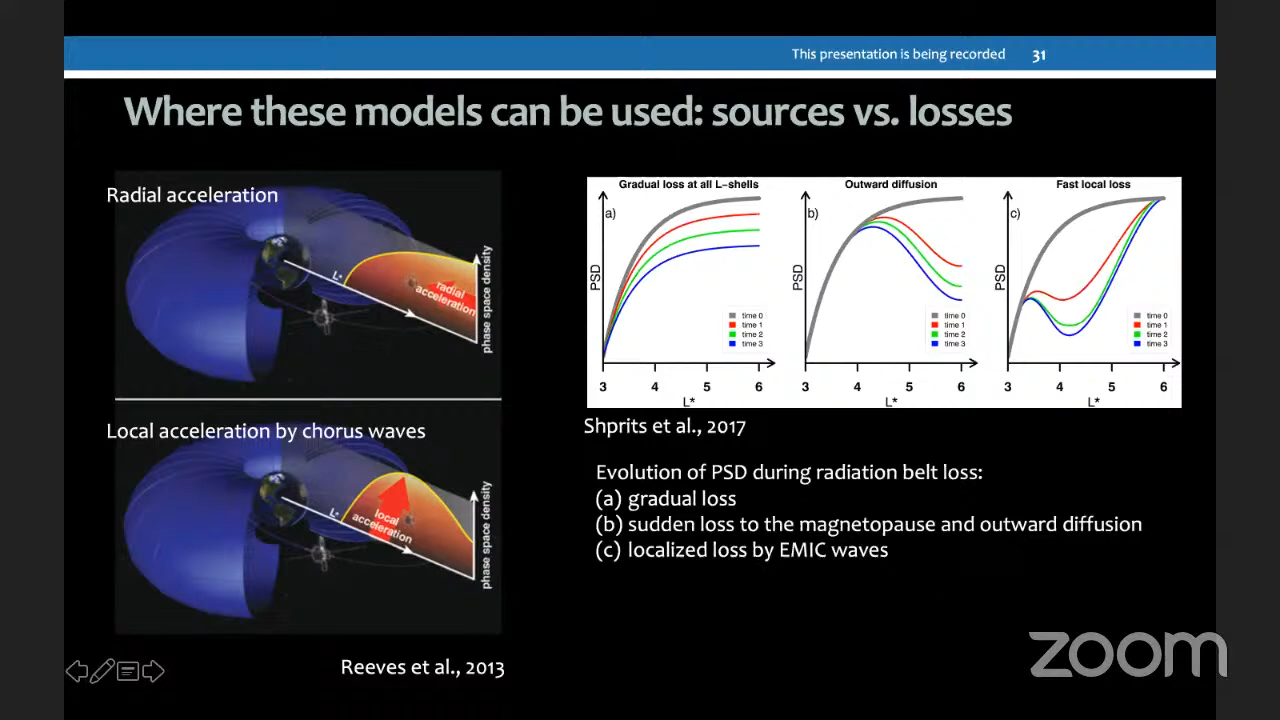 This presentation is being recorded 31
Where these models can be used: sources vs. losses
Radial acceleration
L*
radial
acceleration
phase space density
Local acceleration by chorus waves
L*
local
acceleration
phase space density
Reeves et al., 2013
Gradual loss at all L-shells
a)
PSD
time 0
time 1
time 2
time 3
3 4 5 6
L*
Outward diffusion
b)
PSD
time 0
time 1
time 2
time 3
3 4 5 6
L*
Fast local loss
c)
PSD
time 0
time 1
time 2
time 3
3 4 5 6
L*
Shprits et al., 2017
Evolution of PSD during radiation belt loss:
(a) gradual loss
(b) sudden loss to the magnetopause and outward diffusion
(c) localized loss by EMIC waves
zoom